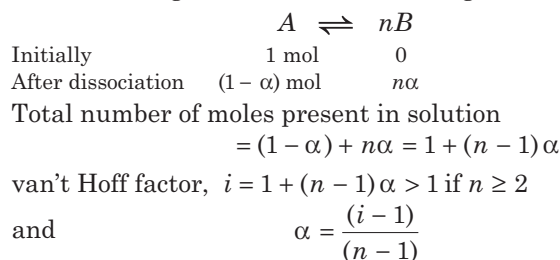 A ⇌ nB
Initially 1 mol 0
After dissociation (1 − α) mol nα
Total number of moles present in solution
= (1 − α) + nα = 1 + (n − 1) α
van't Hoff factor, i = 1 + (n − 1) α > 1 if n ≥ 2
and α = (i − 1) / (n − 1)